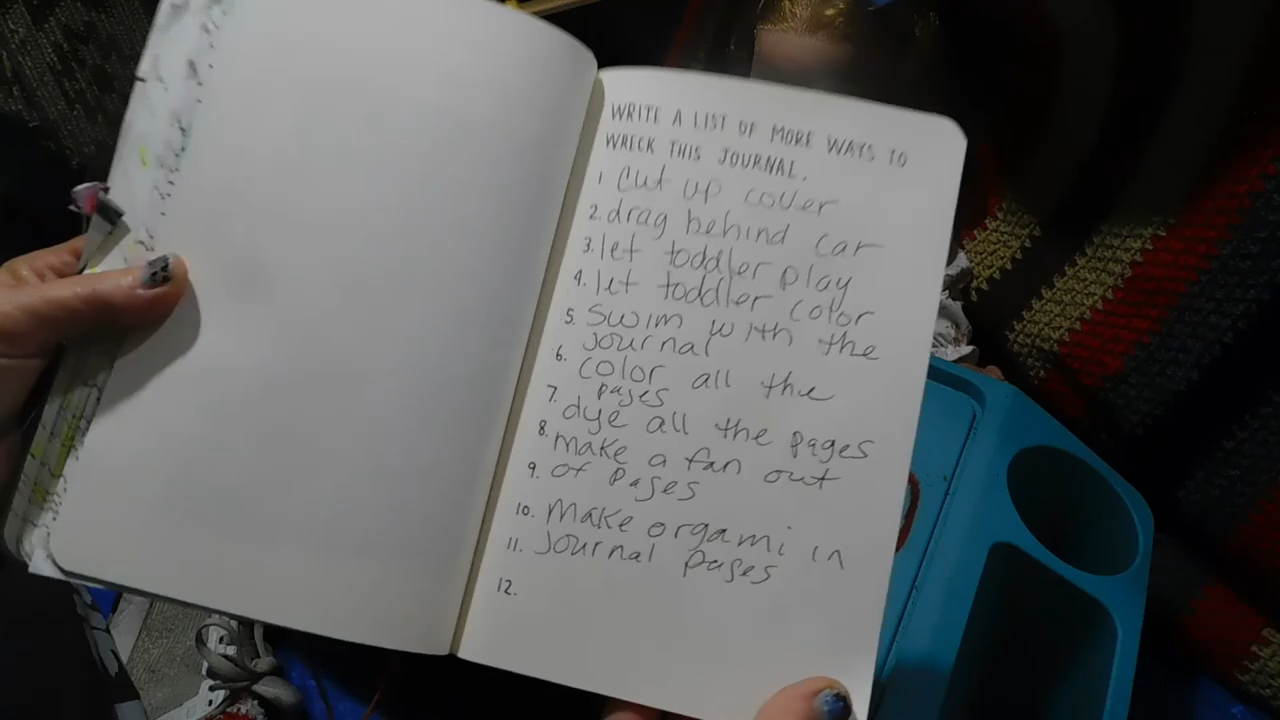 WRITE A LIST OF MORE WAYS TO
WRECK THIS JOURNAL.
1 Cut up cover
2. drag behind car
3. let toddler play
4. let toddler color
5. Swim with the
Journal
6. color all the
pages
7. dye all the pages
8. make a fan out
9. of Pages
10. Make orgami in
11. Journal Pages
12.